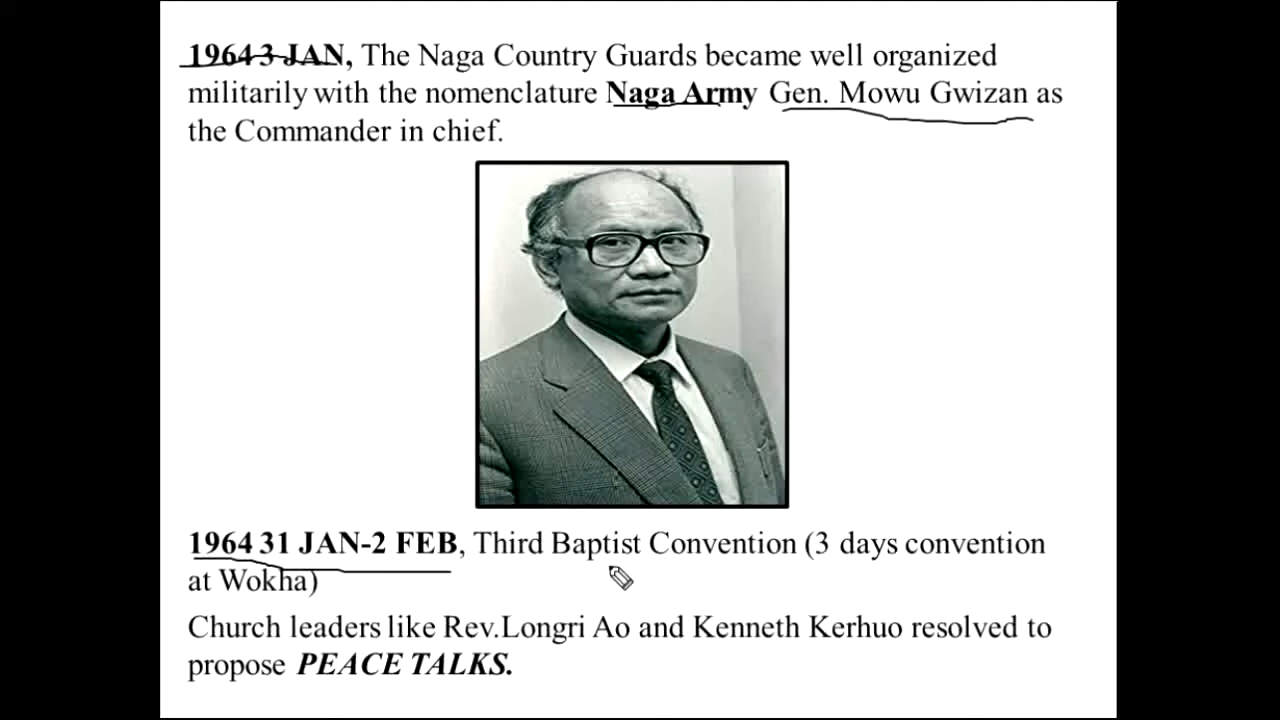 1964 3 JAN, The Naga Country Guards became well organized
militarily with the nomenclature Naga Army Gen. Mowu Gwizan as
the Commander in chief.
1964 31 JAN-2 FEB, Third Baptist Convention (3 days convention
at Wokha)
Church leaders like Rev.Longri Ao and Kenneth Kerhuo resolved to
propose PEACE TALKS.